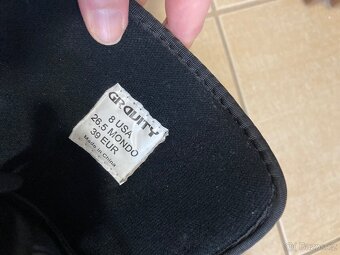 GRAVITY
8 USA
26.5 MONDO
39 EUR
Made in China